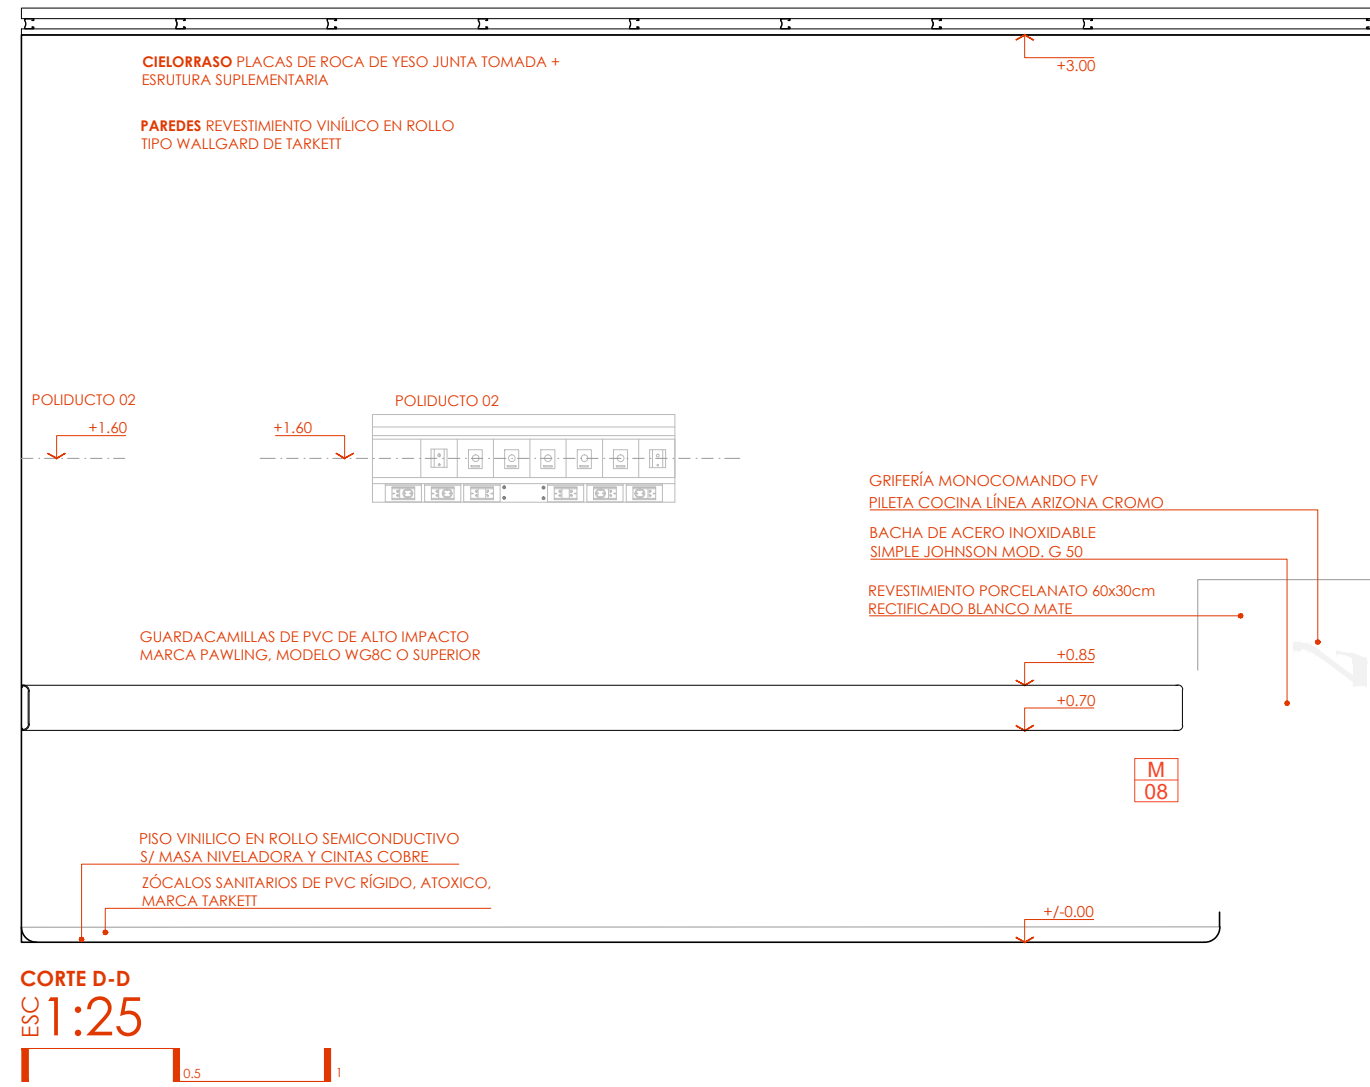 +3.00
CIELORRASO PLACAS DE ROCA DE YESO JUNTA TOMADA +
ESRUTURA SUPLEMENTARIA
PAREDES REVESTIMIENTO VINÍLICO EN ROLLO
TIPO WALLGARD DE TARKETT
POLIDUCTO 02
+1.60
+1.60
POLIDUCTO 02
GRIFERÍA MONOCOMANDO FV
PILETA COCINA LÍNEA ARIZONA CROMO
BACHA DE ACERO INOXIDABLE
SIMPLE JOHNSON MOD. G 50
REVESTIMIENTO PORCELANATO 60x30cm
RECTIFICADO BLANCO MATE
GUARDACAMILLAS DE PVC DE ALTO IMPACTO
MARCA PAWLING, MODELO WG8C O SUPERIOR
+0.85
+0.70
M
08
PISO VINILICO EN ROLLO SEMICONDUCTIVO
S/ MASA NIVELADORA Y CINTAS COBRE
ZÓCALOS SANITARIOS DE PVC RÍGIDO, ATOXICO,
MARCA TARKETT
+/-0.00
CORTE D-D
ESC 1:25
0.5
1